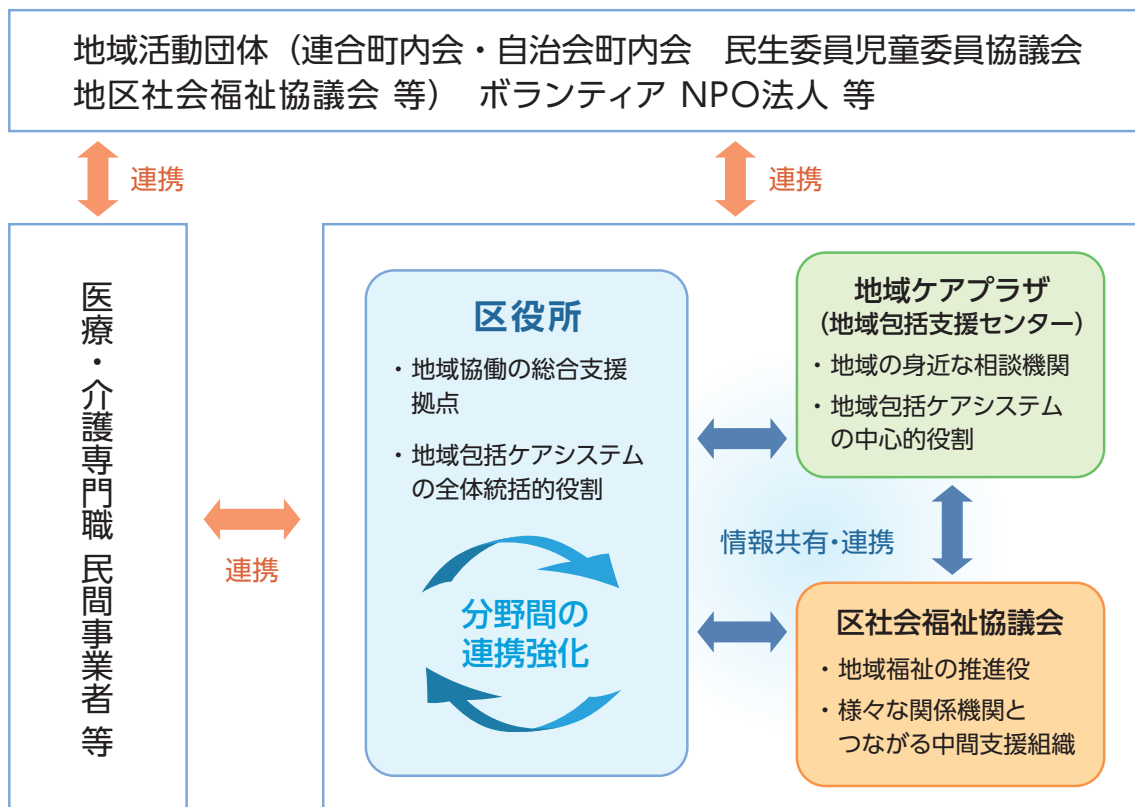 地域活動団体（連合町内会・自治会町内会　民生委員児童委員協議会
地区社会福祉協議会 等）　ボランティア NPO法人 等
連携
連携
医療・介護専門職 民間事業者 等
連携
区役所
・地域協働の総合支援
拠点
・地域包括ケアシステム
の全体統括的役割
分野間の
連携強化
地域ケアプラザ
（地域包括支援センター）
・地域の身近な相談機関
・地域包括ケアシステム
の中心的役割
情報共有・連携
区社会福祉協議会
・地域福祉の推進役
・様々な関係機関と
つながる中間支援組織